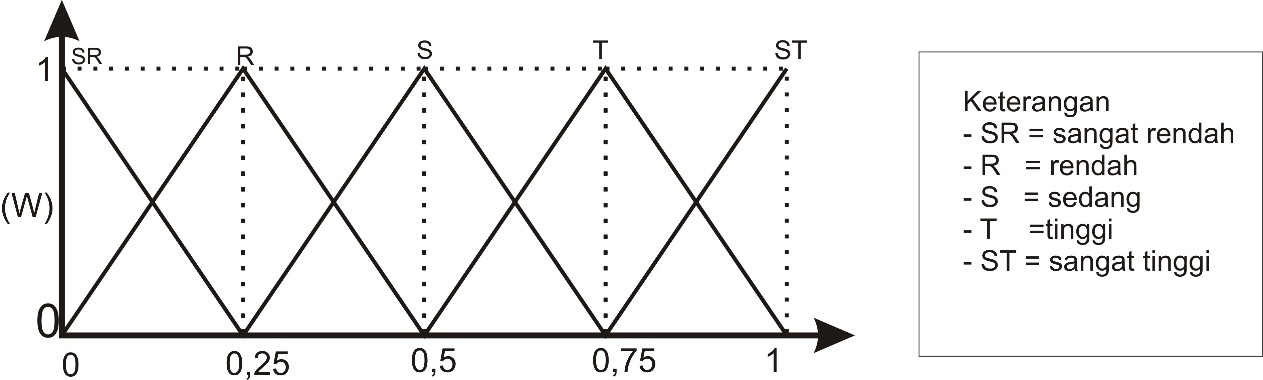 SR R S T ST
1
(W)
0
0 0,25 0,5 0,75 1
Keterangan
- SR = sangat rendah
- R = rendah
- S = sedang
- T =tinggi
- ST = sangat tinggi